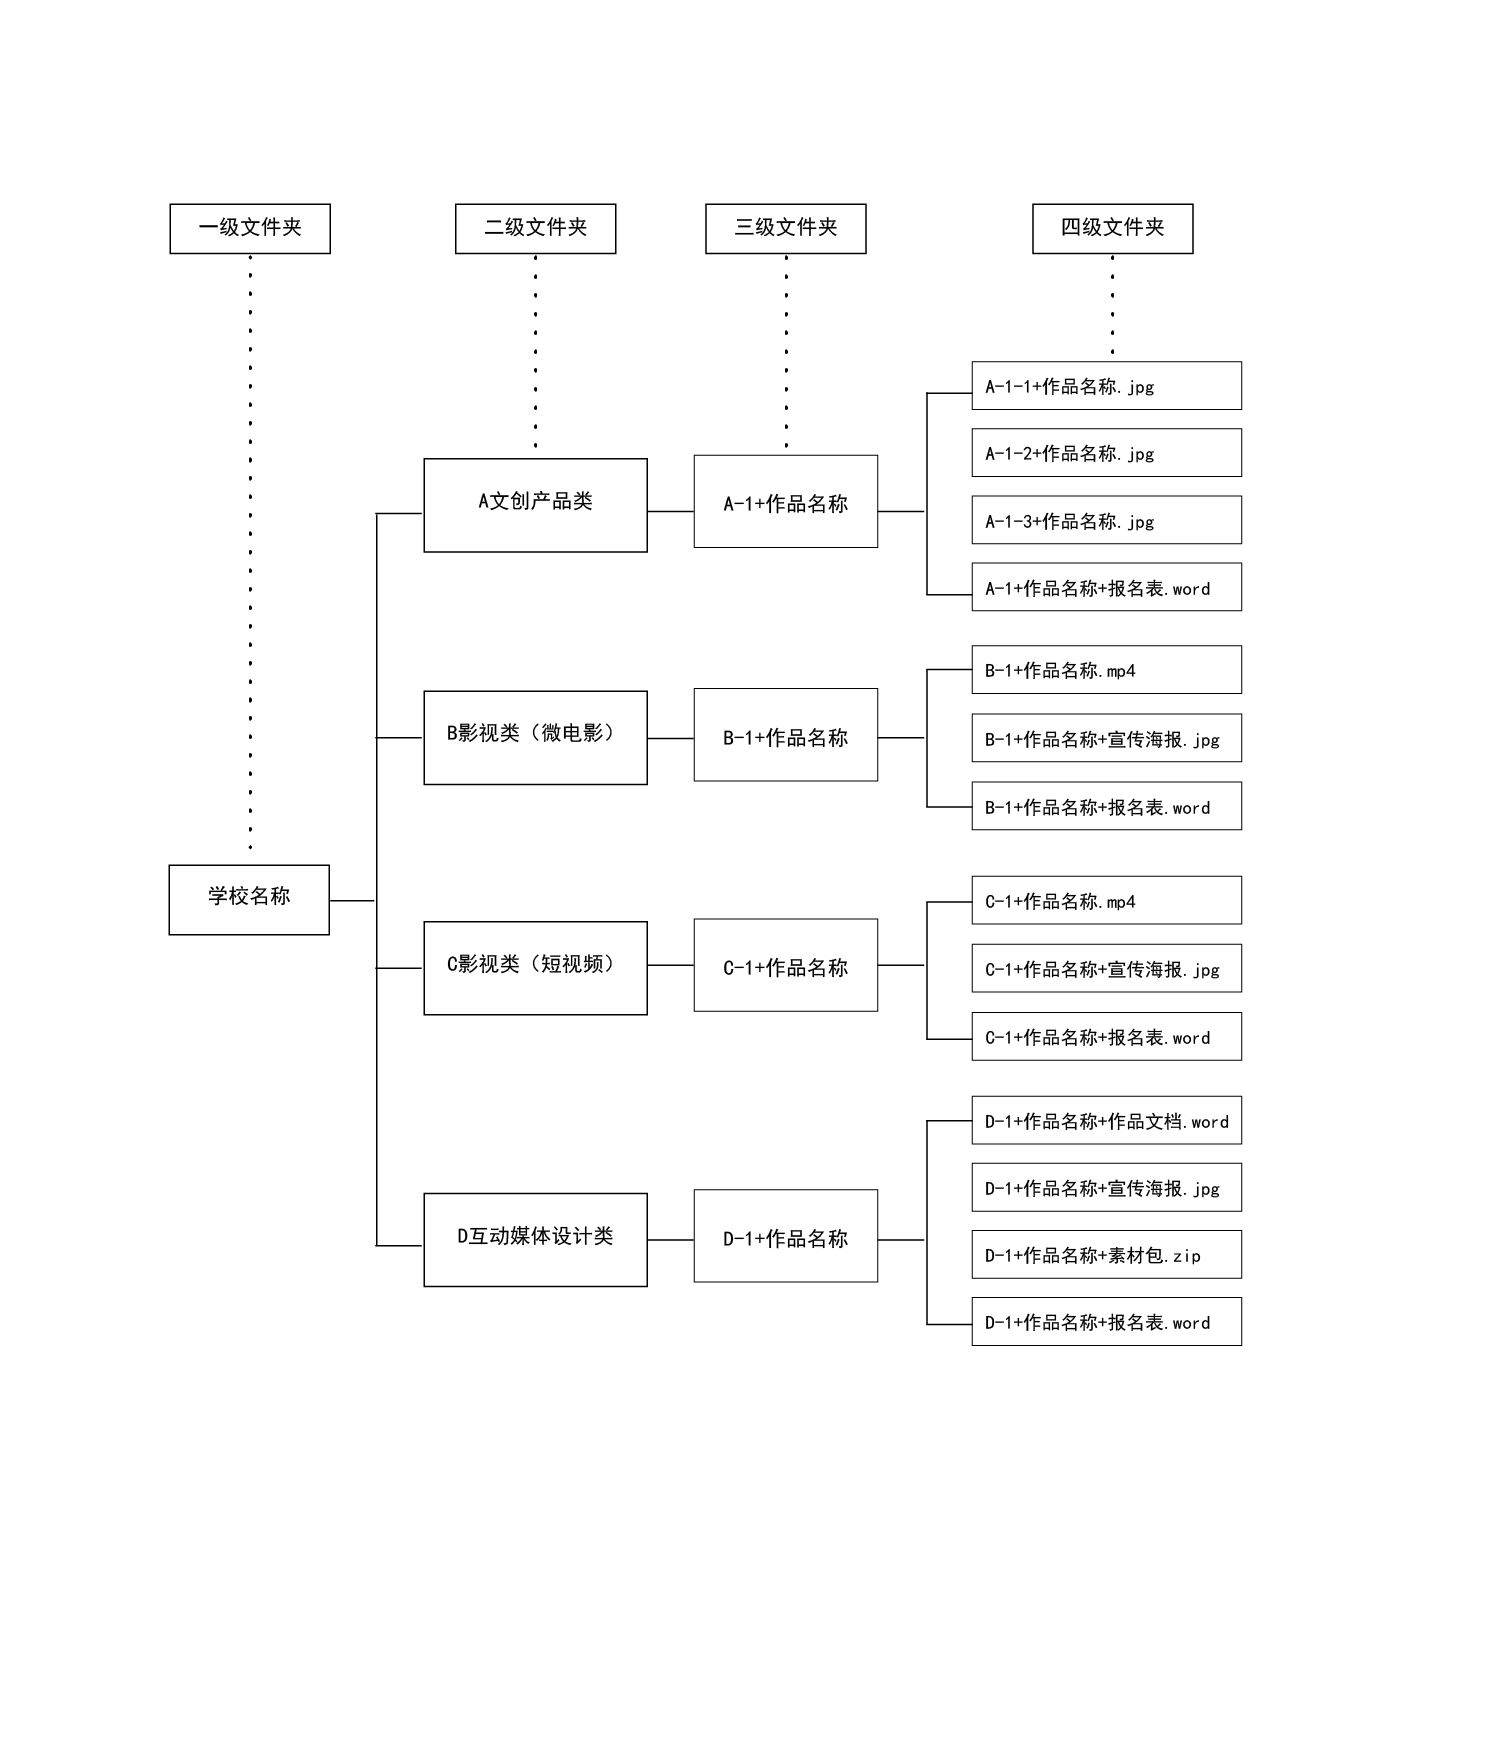 一级文件夹
二级文件夹
三级文件夹
四级文件夹
学校名称
A文创产品类
A-1+作品名称
A-1-1+作品名称.jpg
A-1-2+作品名称.jpg
A-1-3+作品名称.jpg
A-1+作品名称+报名表.word
B影视类（微电影）
B-1+作品名称
B-1+作品名称.mp4
B-1+作品名称+宣传海报.jpg
B-1+作品名称+报名表.word
C影视类（短视频）
C-1+作品名称
C-1+作品名称.mp4
C-1+作品名称+宣传海报.jpg
C-1+作品名称+报名表.word
D互动媒体设计类
D-1+作品名称
D-1+作品名称+作品文档.word
D-1+作品名称+宣传海报.jpg
D-1+作品名称+素材包.zip
D-1+作品名称+报名表.word